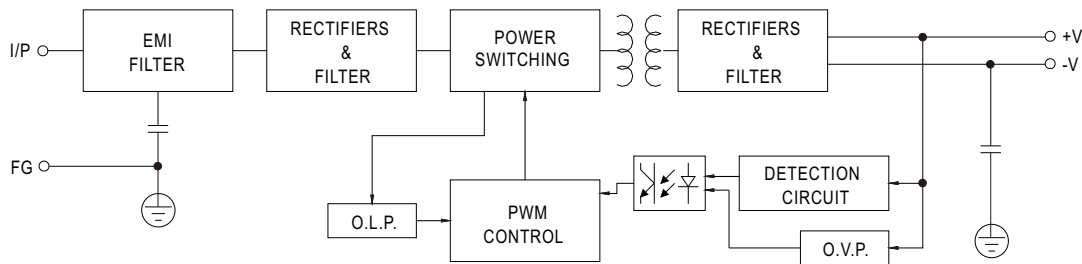 I/P
EMI
FILTER
RECTIFIERS
&
FILTER
POWER
SWITCHING
RECTIFIERS
&
FILTER
+V
-V
FG
O.L.P.
PWM
CONTROL
DETECTION
CIRCUIT
O.V.P.